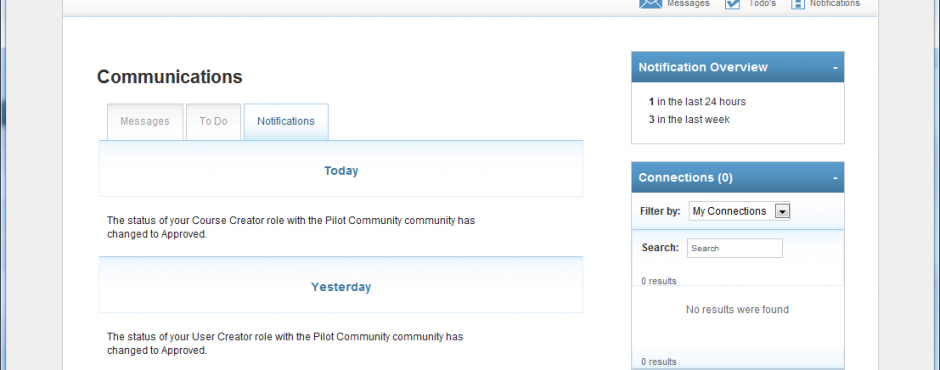 Messages Todo's Notifications
Communications
Messages To Do Notifications
Today
The status of your Course Creator role with the Pilot Community community has
changed to Approved.
Yesterday
The status of your User Creator role with the Pilot Community community has
changed to Approved.
Notification Overview -
1 in the last 24 hours
3 in the last week
Connections (0) -
Filter by: My Connections
Search: Search
0 results
No results were found
0 results